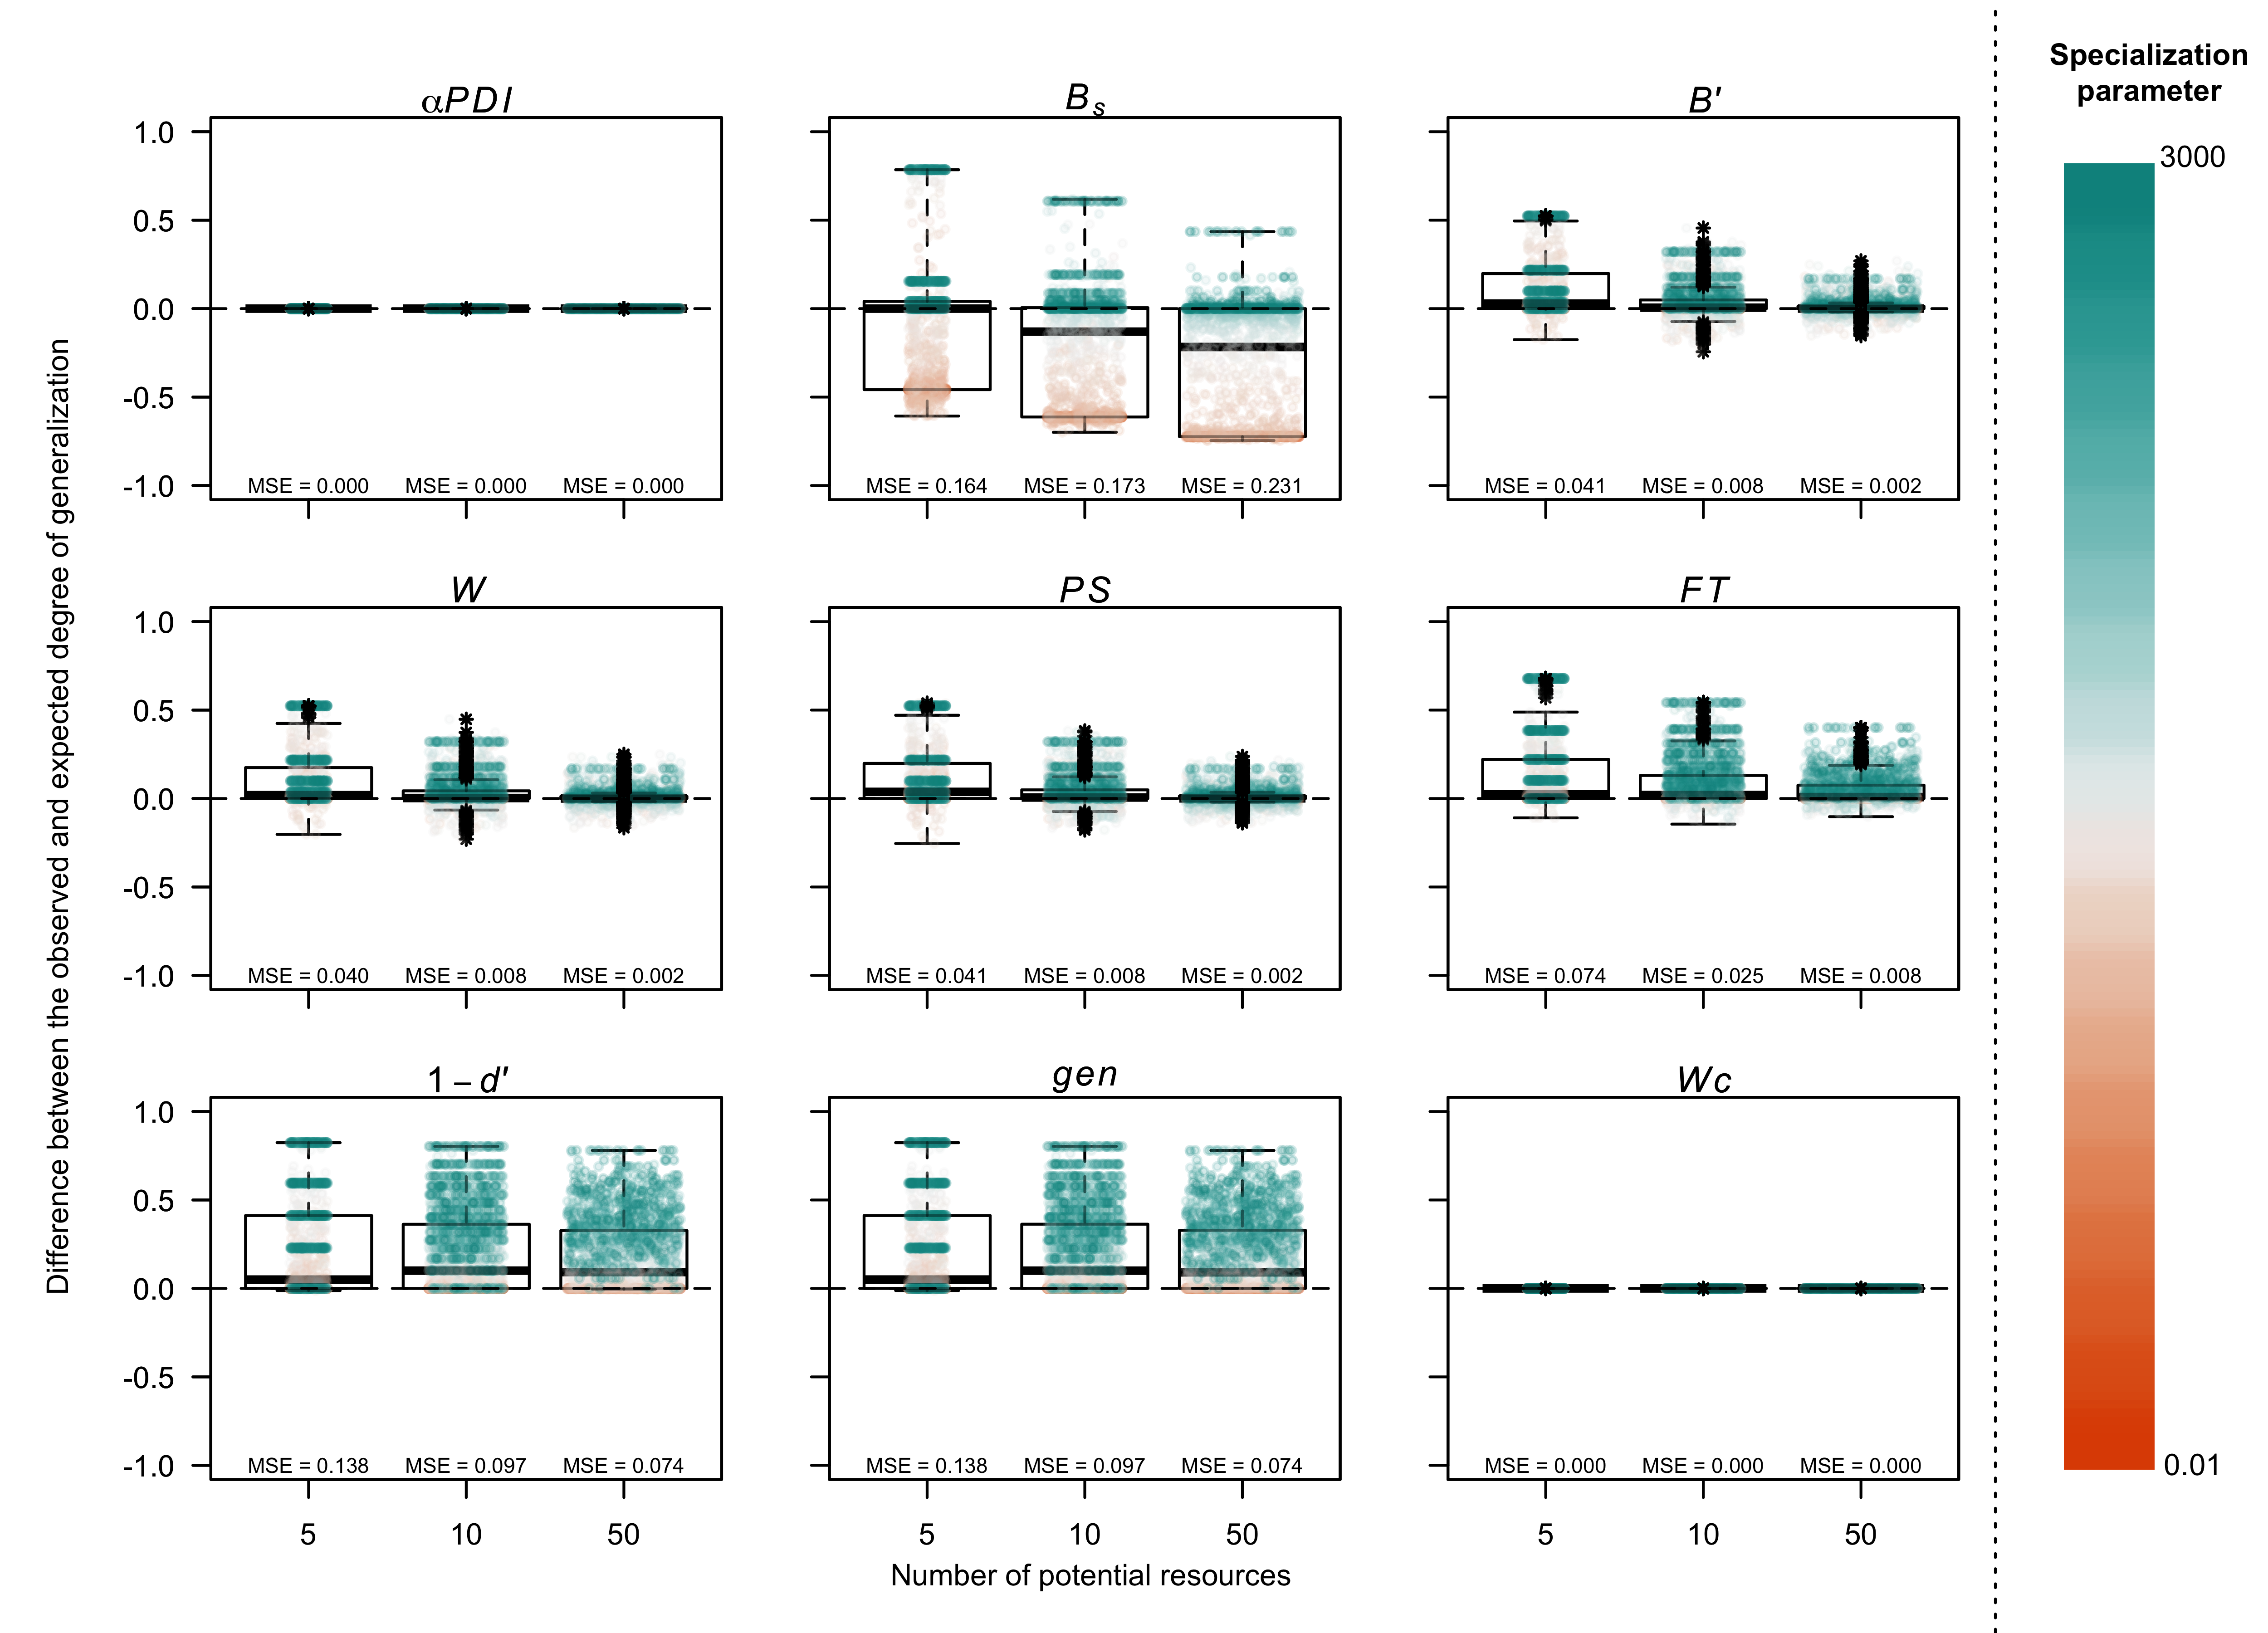 Specialization
parameter
3000
0.01
Difference between the observed and expected degree of generalization
αPDI
1.0
0.5
0.0
-0.5
-1.0
MSE = 0.000 MSE = 0.000 MSE = 0.000
Bs
MSE = 0.164 MSE = 0.173 MSE = 0.231
B'
MSE = 0.041 MSE = 0.008 MSE = 0.002
W
1.0
0.5
0.0
-0.5
-1.0
MSE = 0.040 MSE = 0.008 MSE = 0.002
PS
MSE = 0.041 MSE = 0.008 MSE = 0.002
FT
MSE = 0.074 MSE = 0.025 MSE = 0.008
1 – d'
1.0
0.5
0.0
-0.5
-1.0
MSE = 0.138 MSE = 0.097 MSE = 0.074
5 10 50
gen
MSE = 0.138 MSE = 0.097 MSE = 0.074
5 10 50
Wc
MSE = 0.000 MSE = 0.000 MSE = 0.000
5 10 50
Number of potential resources